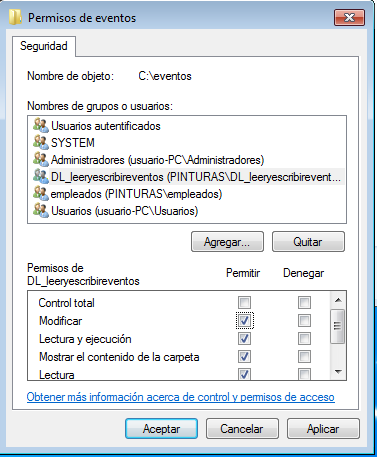 Permisos de eventos
Seguridad
Nombre de objeto: C:\eventos
Nombres de grupos o usuarios:
Usuarios autentificados
SYSTEM
Administradores (usuario-PC\Administradores)
DL_leeryescribireventos (PINTURAS\DL_leeryescribirevent...
empleados (PINTURAS\empleados)
Usuarios (usuario-PC\Usuarios)
Agregar... Quitar
Permisos de DL_leeryescribireventos Permitir Denegar
Control total
Modificar
Lectura y ejecución
Mostrar el contenido de la carpeta
Lectura
Obtener más información acerca de control y permisos de acceso
Aceptar Cancelar Aplicar